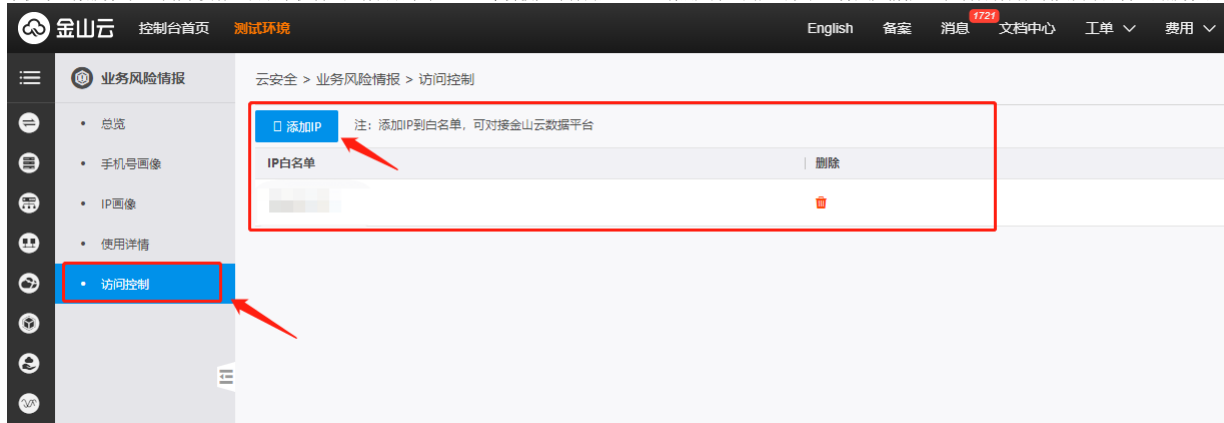 金山云 控制台首页 测试环境 English 备案 消息 1721 文档中心 工单 费用
业务风险情报
云安全 > 业务风险情报 > 访问控制
总览
手机号画像
IP画像
使用详情
访问控制
添加IP 注：添加IP到白名单，可对接金山云数据平台
IP白名单 删除